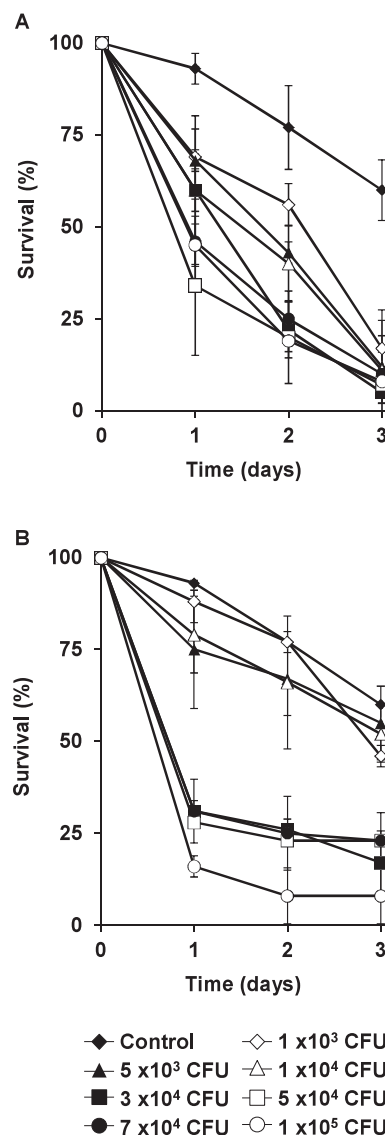 A
100
75
50
25
0
Survival (%)
0 1 2 3
Time (days)
B
100
75
50
25
0
Survival (%)
0 1 2 3
Time (days)
Control 1 x10³ CFU
5 x10³ CFU 1 x10⁴ CFU
3 x10⁴ CFU 5 x10⁴ CFU
7 x10⁴ CFU 1 x10⁵ CFU